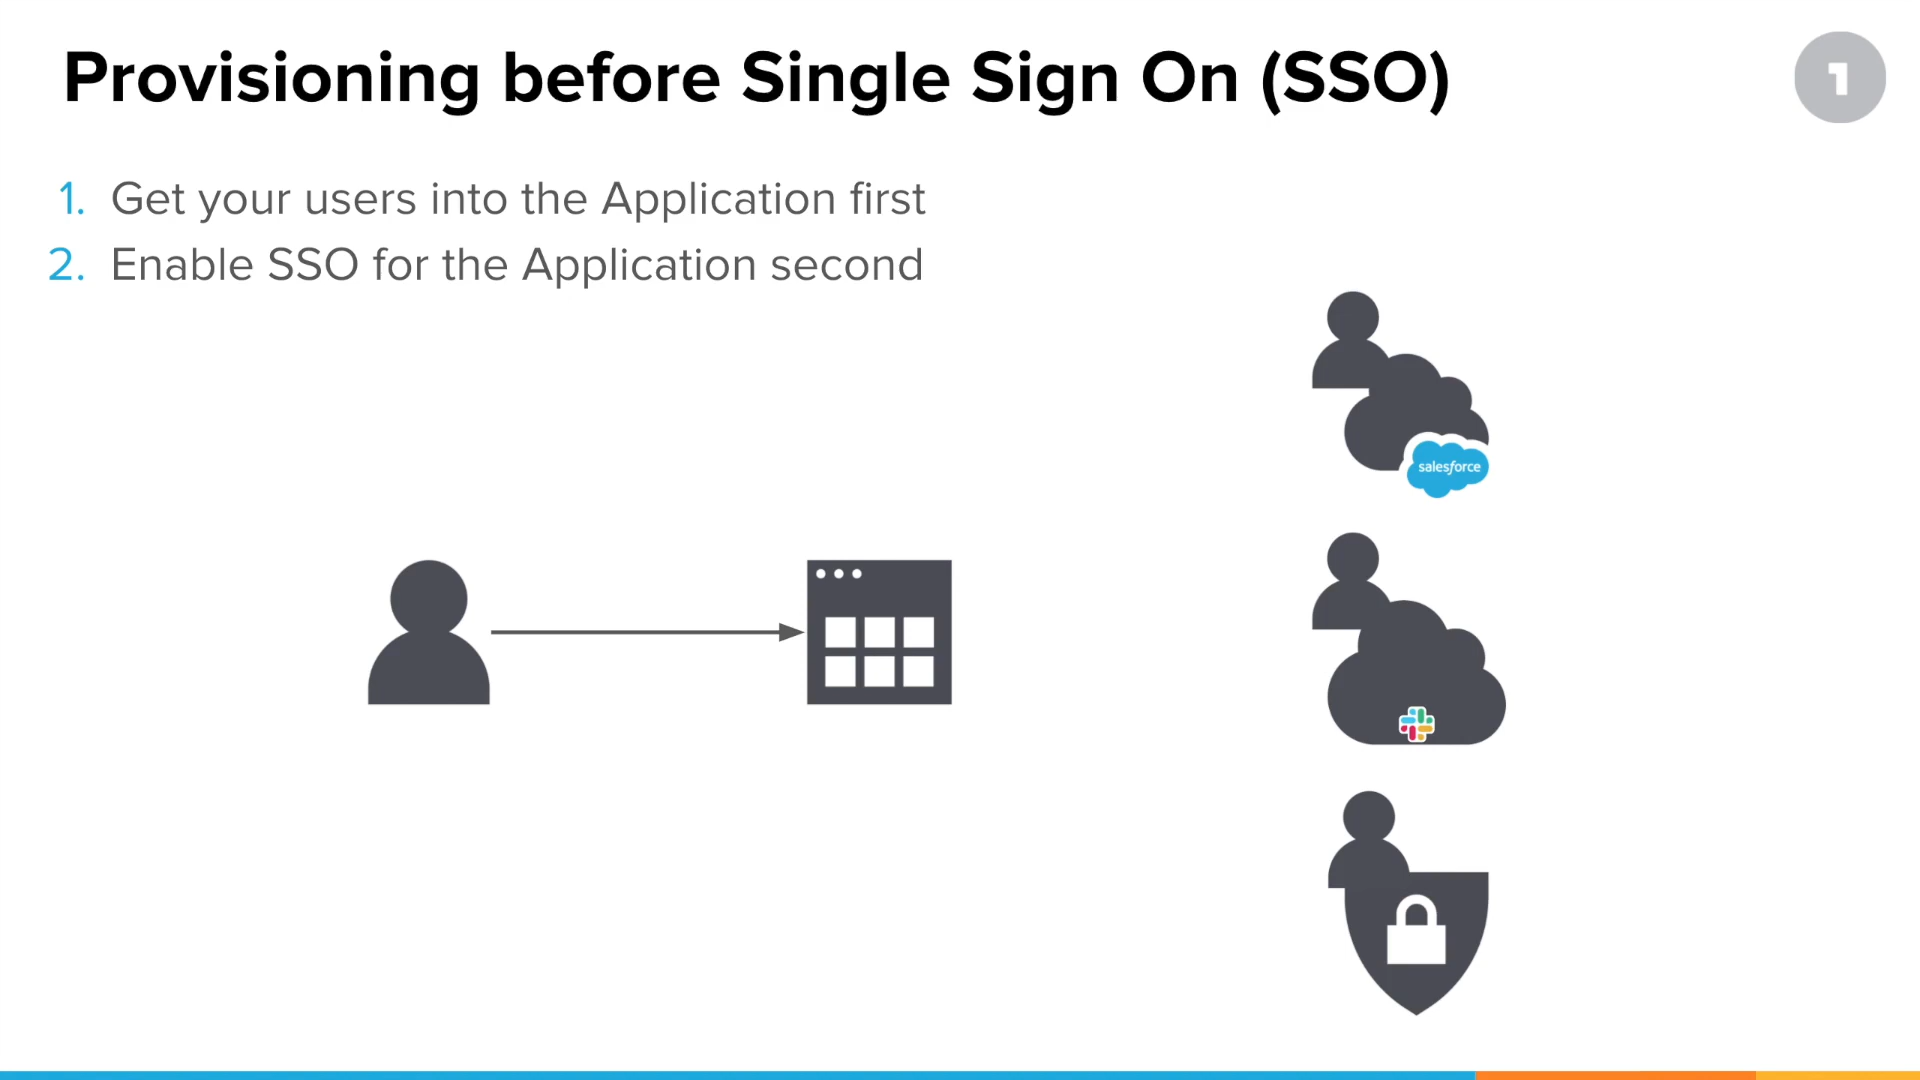 Provisioning before Single Sign On (SSO)
1
1. Get your users into the Application first
2. Enable SSO for the Application second
salesforce